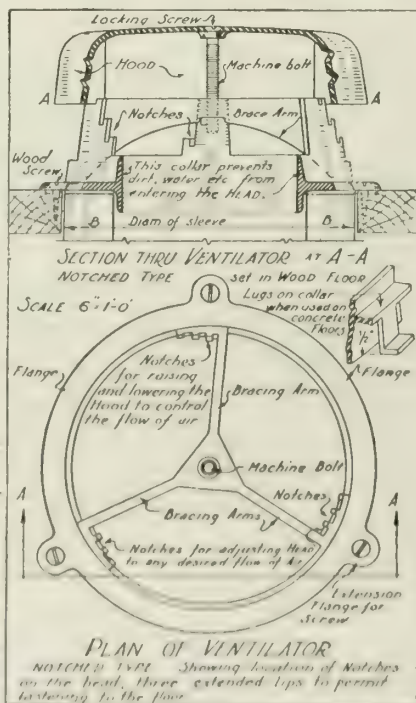 Locking Screw
HOOD
Machine bolt
A
A
Notches
Brace Arm
Wood
Screw
This collar prevents
dirt, water etc from
entering the HEAD.
B
B
Diam of sleeve
SECTION THRU VENTILATOR AT A-A
NOTCHED TYPE set in WOOD FLOOR
SCALE 6"=1'-0"
Lugs on collar
when used on
concrete
Floors
1/2"
Flange
Flange
Notches
for raising
and lowering the
Hood to control
the flow of air
Bracing Arm
Machine Bolt
Notches
Bracing Arms
A
A
Notches for adjusting HEAD
to any desired flow of Air
Extension
Flange for
Screw
PLAN OF VENTILATOR
NOTCHED TYPE Showing location of Notches
on the head, three extended lips to permit
fastening to the floor